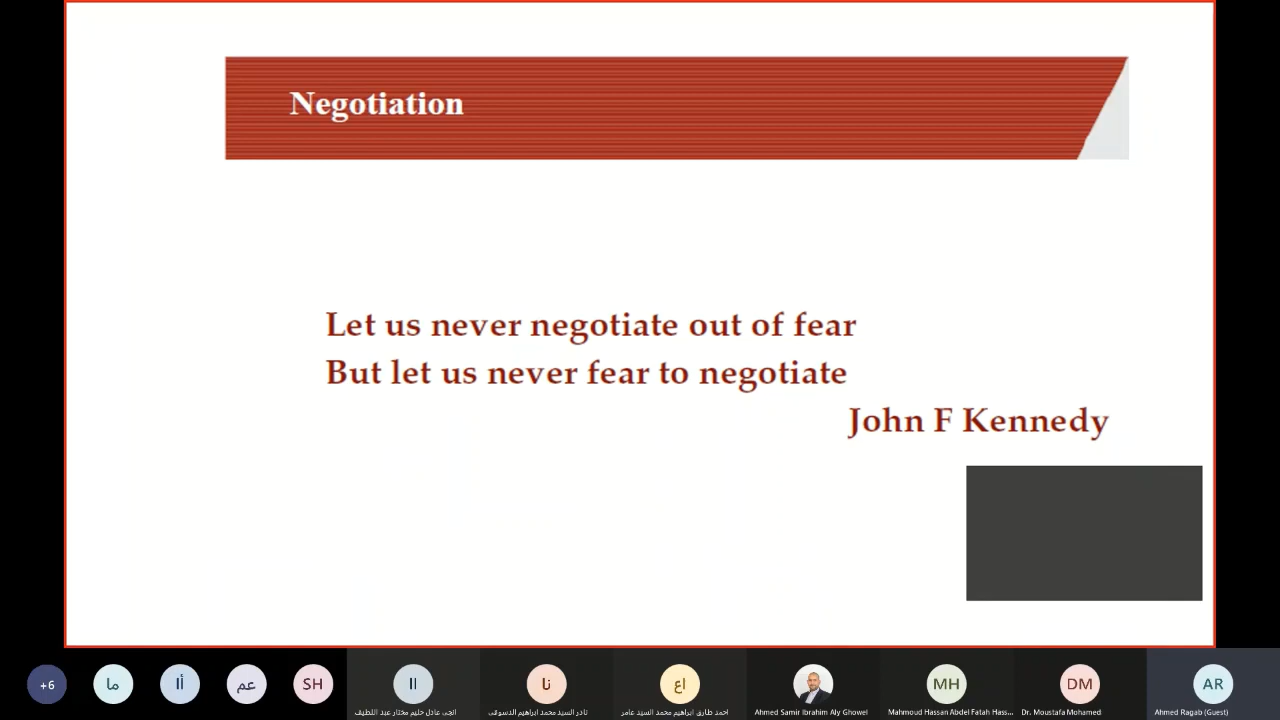 Negotiation
Let us never negotiate out of fear
But let us never fear to negotiate
John F Kennedy
+6
ما
أا
عم
SH
اا
نا
اع
MH
DM
AR
انجى عادل حليم مختار عبد اللطيف
نادر السيد محمد ابراهيم الدسوقى
احمد طارق ابراهيم محمد السيد عامر
Ahmed Samir Ibrahim Aly Ghowel
Mahmoud Hassan Abdel Fatah Hass...
Dr. Moustafa Mohamed
Ahmed Ragab (Guest)